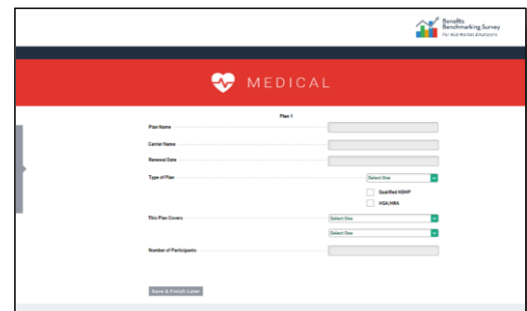 Benefits
Benchmarking Survey
For Mid Market Employers
MEDICAL
Plan 1
Plan Name
Carrier Name
Renewal Date
Type of Plan
Select One
Qualified HDHP
HSA/HRA
This Plan Covers
Select One
Select One
Number of Participants
Save & Finish Later